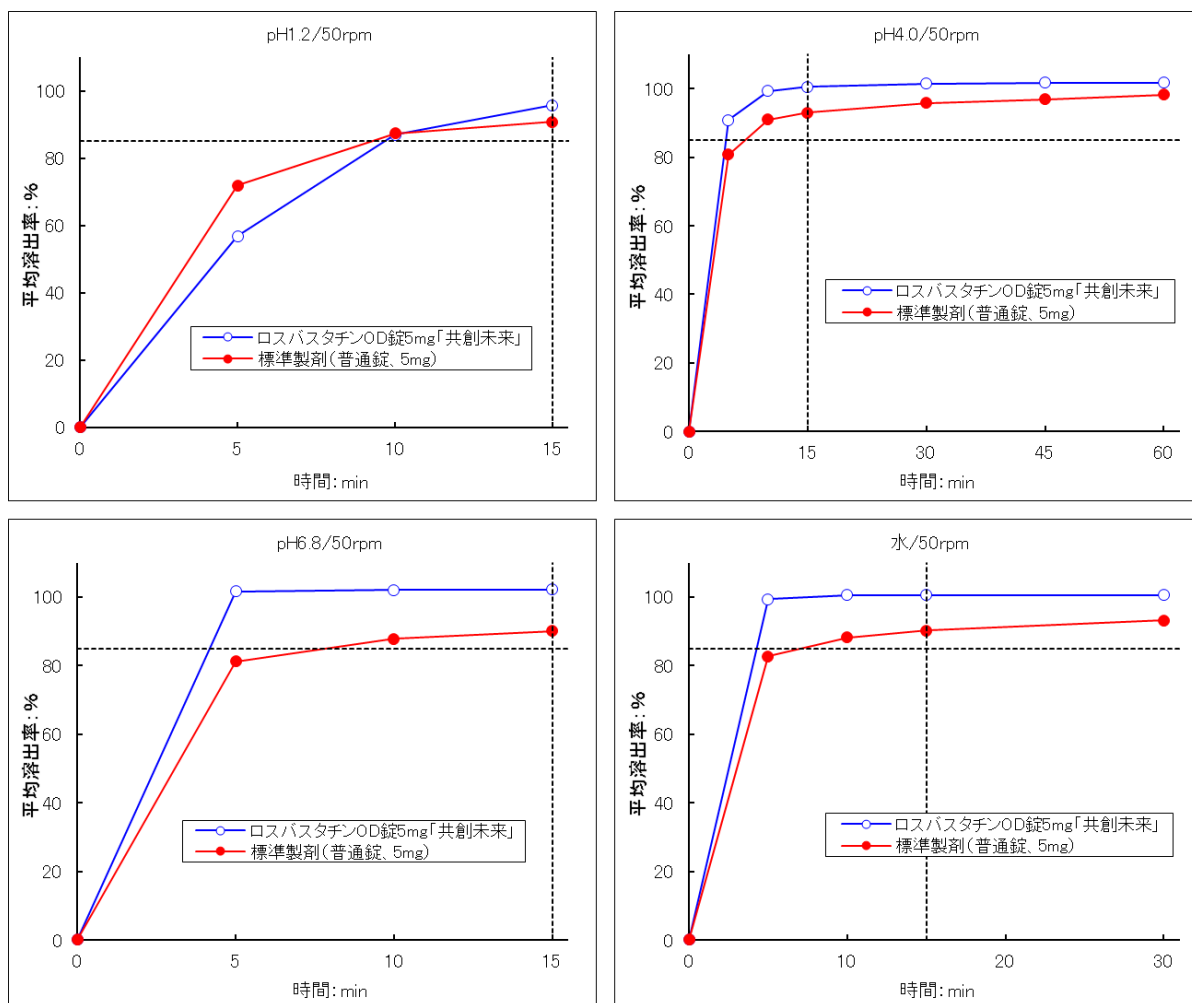 pH1.2/50rpm
平均溶出率：%
100
80
60
40
20
0
ロスバスタチンOD錠5mg「共創未来」
標準製剤（普通錠、5mg）
0 5 10 15
時間：min
pH4.0/50rpm
平均溶出率：%
100
80
60
40
20
0
ロスバスタチンOD錠5mg「共創未来」
標準製剤（普通錠、5mg）
0 15 30 45 60
時間：min
pH6.8/50rpm
平均溶出率：%
100
80
60
40
20
0
ロスバスタチンOD錠5mg「共創未来」
標準製剤（普通錠、5mg）
0 5 10 15
時間：min
水/50rpm
平均溶出率：%
100
80
60
40
20
0
ロスバスタチンOD錠5mg「共創未来」
標準製剤（普通錠、5mg）
0 10 20 30
時間：min